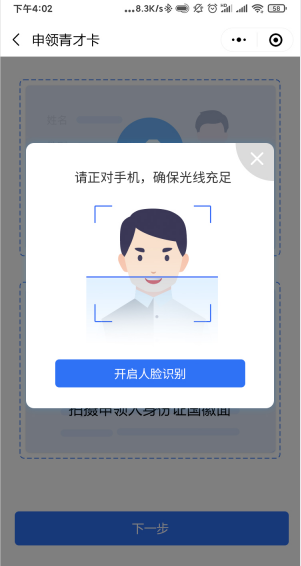 下午4:02
...8.3K/s
58
申领青才卡
姓名
请正对手机，确保光线充足
开启人脸识别
拍摄申领人身份证国徽面
下一步